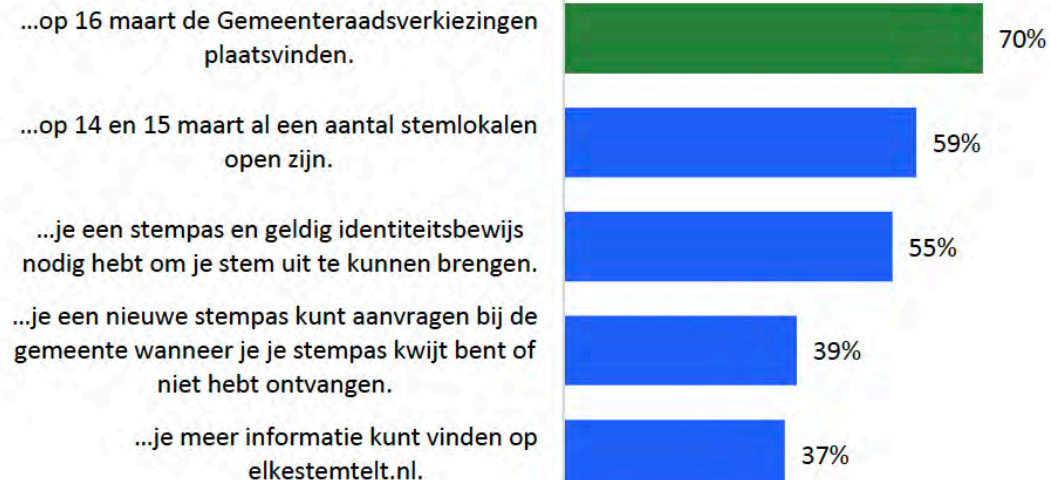 ...op 16 maart de Gemeenteraadsverkiezingen
plaatsvinden.
70%
...op 14 en 15 maart al een aantal stemlokalen
open zijn.
59%
...je een stempas en geldig identiteitsbewijs
nodig hebt om je stem uit te kunnen brengen.
55%
...je een nieuwe stempas kunt aanvragen bij de
gemeente wanneer je je stempas kwijt bent of
niet hebt ontvangen.
39%
...je meer informatie kunt vinden op
elkestemtelt.nl.
37%